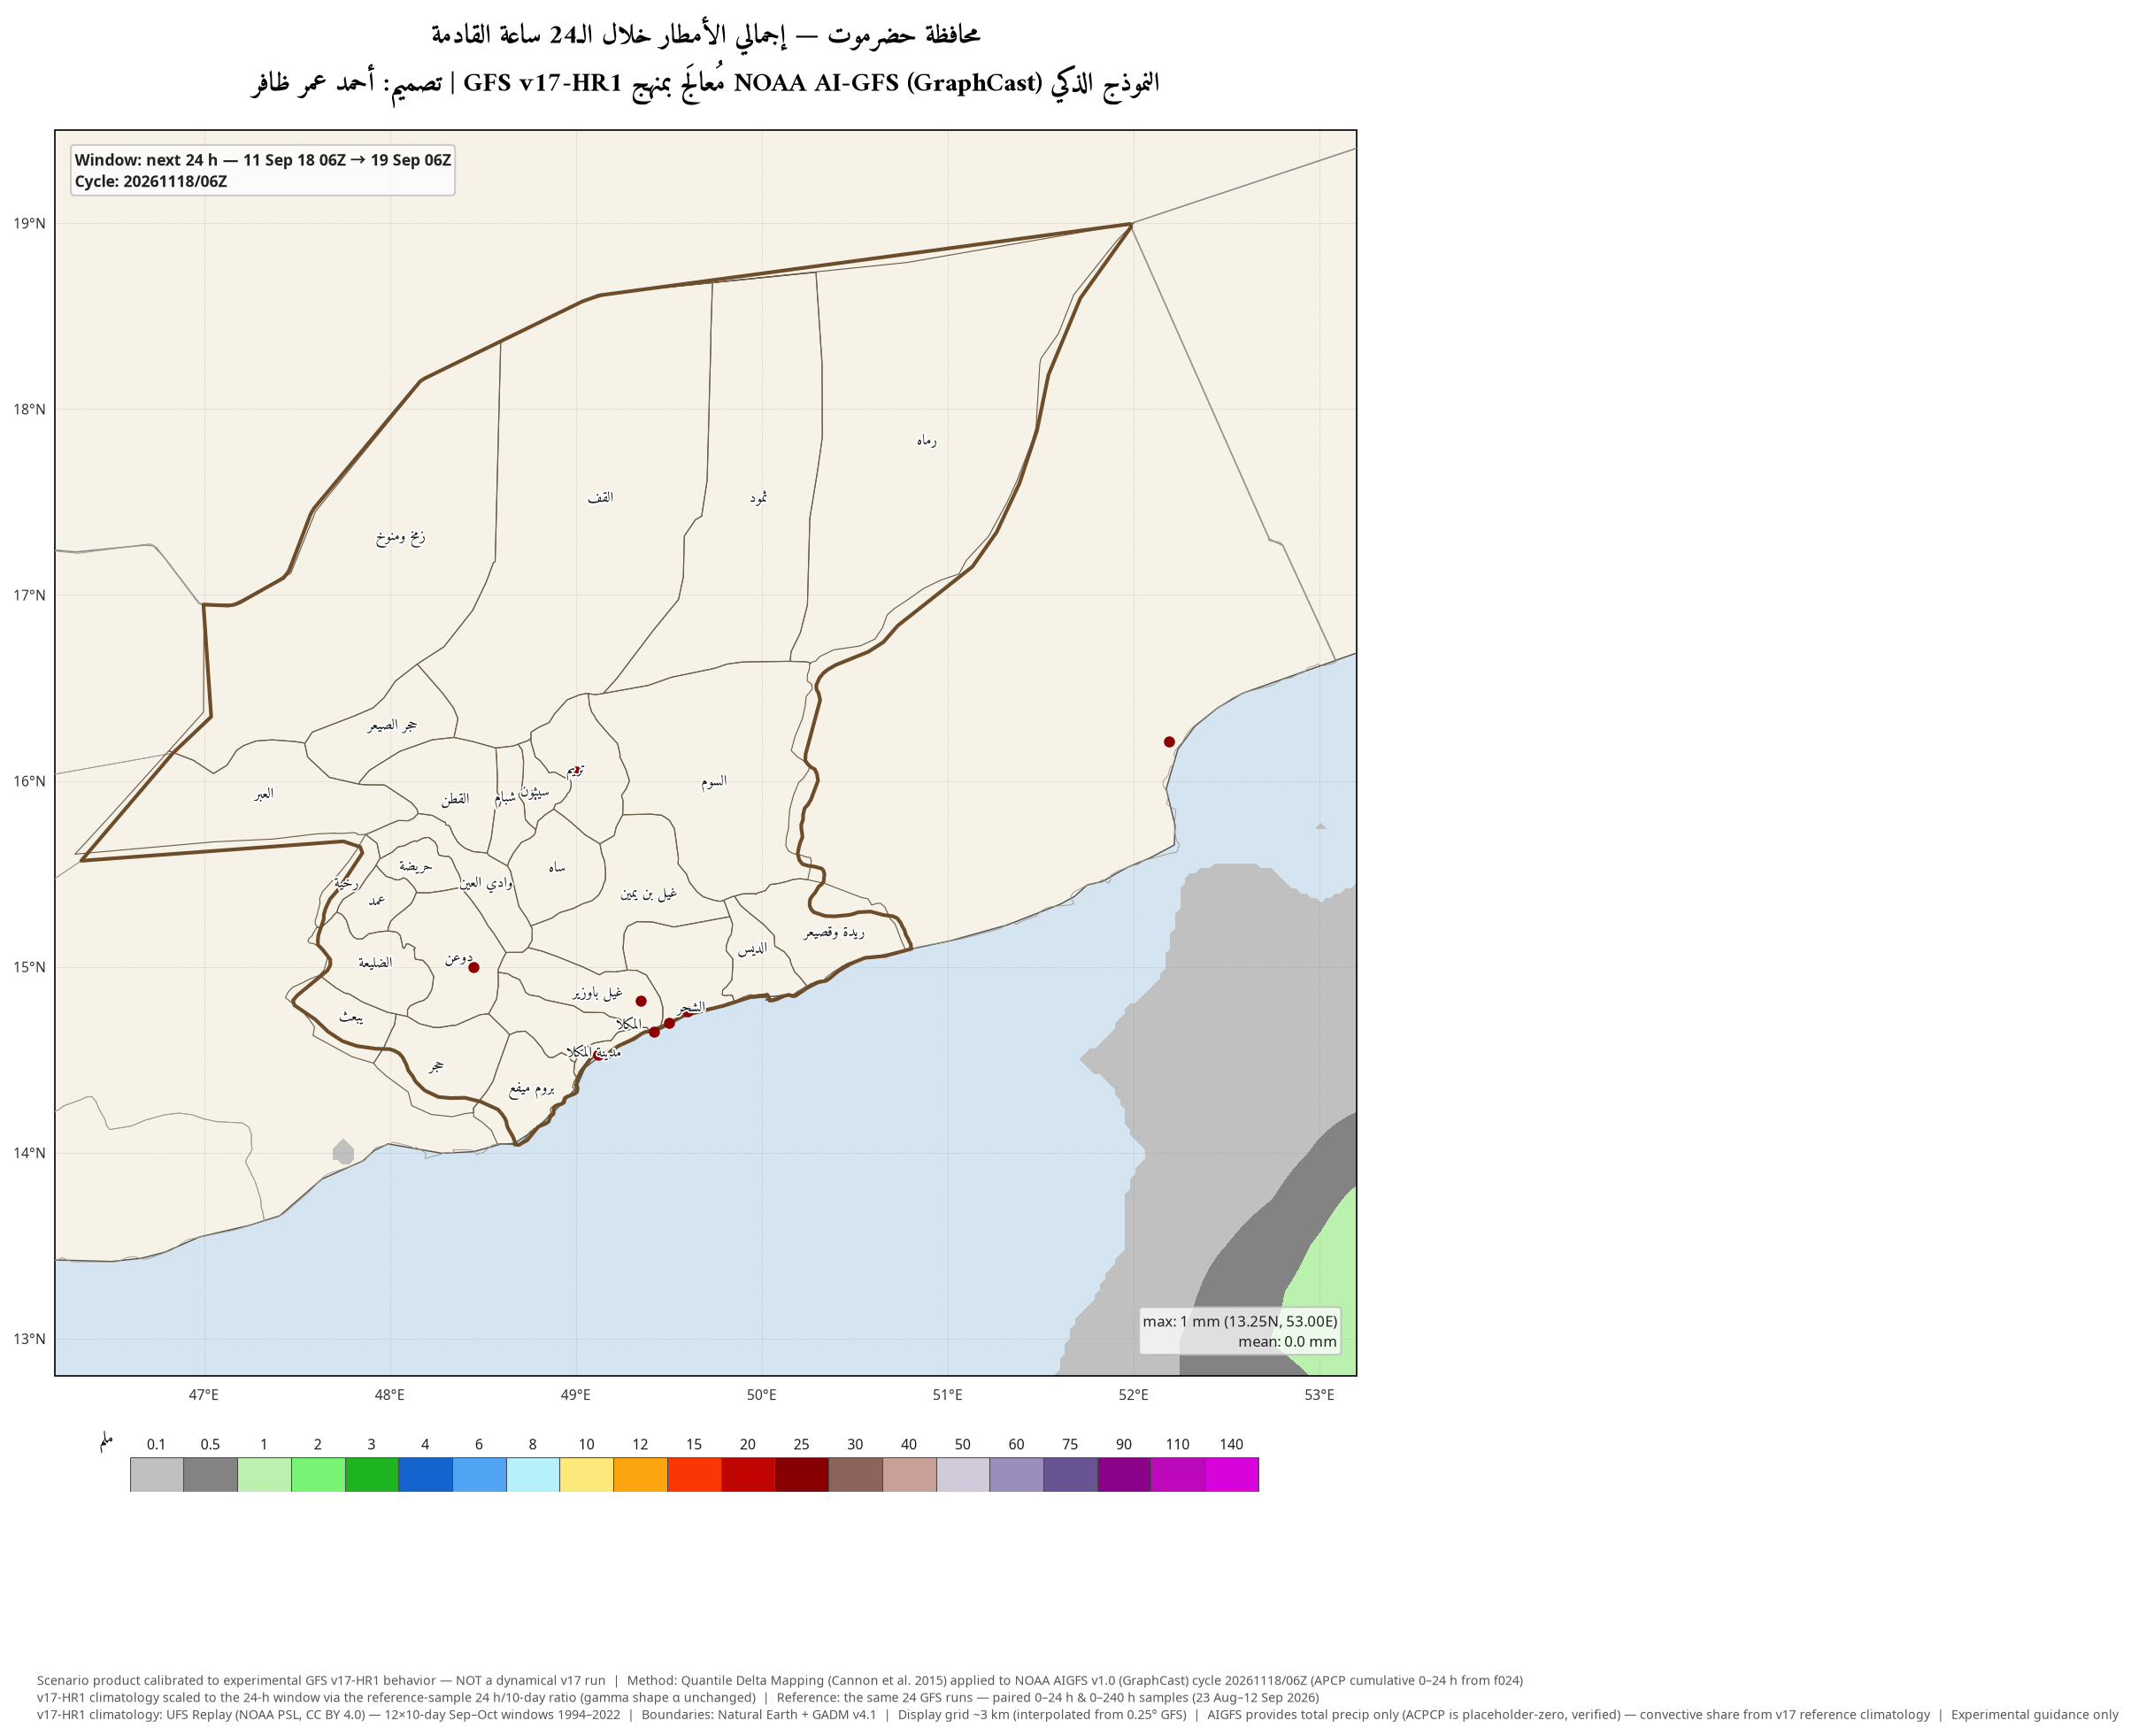 محافظة حضرموت — إجمالي الأمطار خلال الـ24 ساعة القادمة
النموذج الذكي NOAA AI-GFS (GraphCast) مُعالَج بمنهج GFS v17-HR1 | تصميم: أحمد عمر ظافر
Window: next 24 h — 11 Sep 18 06Z → 19 Sep 06Z
Cycle: 20261118/06Z
19°N
18°N
رماه
القف
ثمود
زمخ ومنوخ
17°N
حجر الصيعر
تريم
16°N
السوم
العبر
القطن
شبام
سيئون
ساه
حريضة
رخية
وادي العين
عمد
غيل بن يمين
ريدة وقصيعر
الديس
15°N
الضليعة
دوعن
غيل باوزير
الشحر
يبعث
المكلا
مدينة المكلا
حجر
بروم ميفع
14°N
max: 1 mm (13.25N, 53.00E)
mean: 0.0 mm
13°N
47°E 48°E 49°E 50°E 51°E 52°E 53°E
ملم
0.1 0.5 1 2 3 4 6 8 10 12 15 20 25 30 40 50 60 75 90 110 140
Scenario product calibrated to experimental GFS v17-HR1 behavior — NOT a dynamical v17 run | Method: Quantile Delta Mapping (Cannon et al. 2015) applied to NOAA AIGFS v1.0 (GraphCast) cycle 20261118/06Z (APCP cumulative 0–24 h from f024)
v17-HR1 climatology scaled to the 24-h window via the reference-sample 24 h/10-day ratio (gamma shape α unchanged) | Reference: the same 24 GFS runs — paired 0–24 h & 0–240 h samples (23 Aug–12 Sep 2026)
v17-HR1 climatology: UFS Replay (NOAA PSL, CC BY 4.0) — 12×10-day Sep–Oct windows 1994–2022 | Boundaries: Natural Earth + GADM v4.1 | Display grid ~3 km (interpolated from 0.25° GFS) | AIGFS provides total precip only (ACPCP is placeholder-zero, verified) — convective share from v17 reference climatology | Experimental guidance only